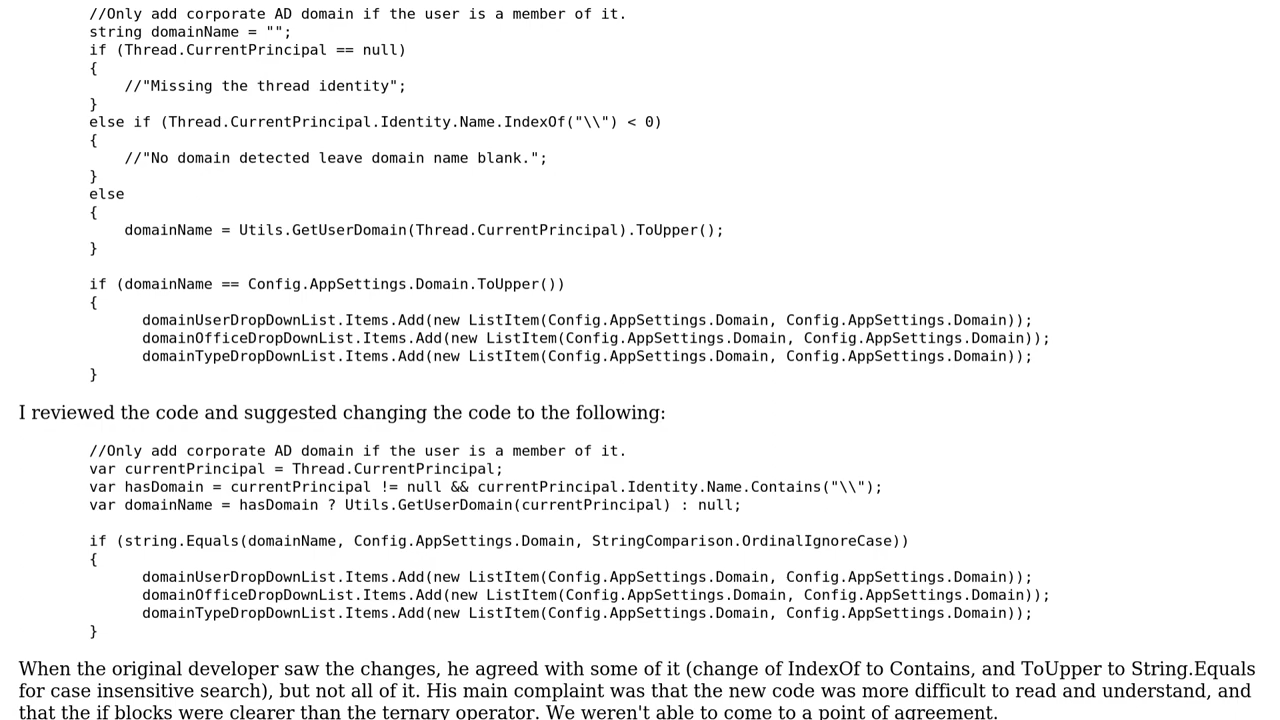 //Only add corporate AD domain if the user is a member of it.
string domainName = "";
if (Thread.CurrentPrincipal == null)
{
    //"Missing the thread identity";
}
else if (Thread.CurrentPrincipal.Identity.Name.IndexOf("\\") < 0)
{
    //"No domain detected leave domain name blank.";
}
else
{
    domainName = Utils.GetUserDomain(Thread.CurrentPrincipal).ToUpper();
}

if (domainName == Config.AppSettings.Domain.ToUpper())
{
      domainUserDropDownList.Items.Add(new ListItem(Config.AppSettings.Domain, Config.AppSettings.Domain));
      domainOfficeDropDownList.Items.Add(new ListItem(Config.AppSettings.Domain, Config.AppSettings.Domain));
      domainTypeDropDownList.Items.Add(new ListItem(Config.AppSettings.Domain, Config.AppSettings.Domain));
}
I reviewed the code and suggested changing the code to the following:
//Only add corporate AD domain if the user is a member of it.
var currentPrincipal = Thread.CurrentPrincipal;
var hasDomain = currentPrincipal != null && currentPrincipal.Identity.Name.Contains("\\");
var domainName = hasDomain ? Utils.GetUserDomain(currentPrincipal) : null;

if (string.Equals(domainName, Config.AppSettings.Domain, StringComparison.OrdinalIgnoreCase))
{
      domainUserDropDownList.Items.Add(new ListItem(Config.AppSettings.Domain, Config.AppSettings.Domain));
      domainOfficeDropDownList.Items.Add(new ListItem(Config.AppSettings.Domain, Config.AppSettings.Domain));
      domainTypeDropDownList.Items.Add(new ListItem(Config.AppSettings.Domain, Config.AppSettings.Domain));
}
When the original developer saw the changes, he agreed with some of it (change of IndexOf to Contains, and ToUpper to String.Equals
for case insensitive search), but not all of it. His main complaint was that the new code was more difficult to read and understand, and
that the if blocks were clearer than the ternary operator. We weren't able to come to a point of agreement.